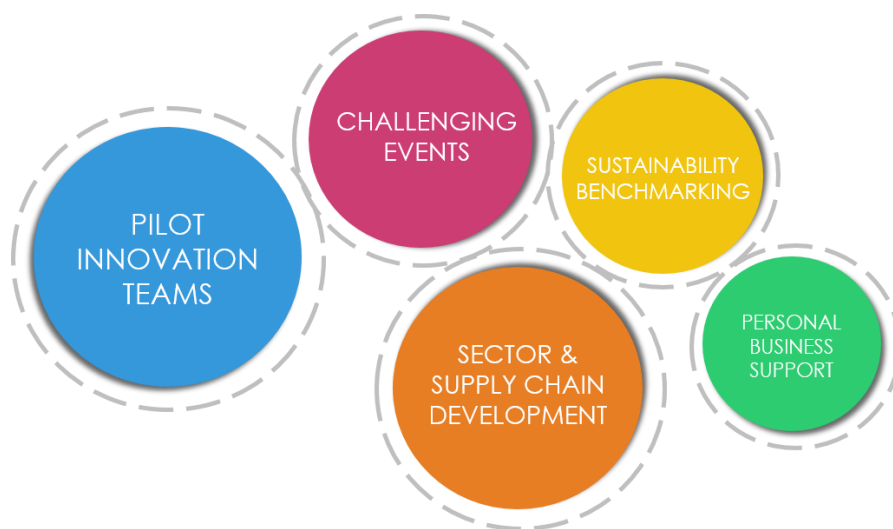 PILOT
INNOVATION
TEAMS
CHALLENGING
EVENTS
SUSTAINABILITY
BENCHMARKING
SECTOR &
SUPPLY CHAIN
DEVELOPMENT
PERSONAL
BUSINESS
SUPPORT